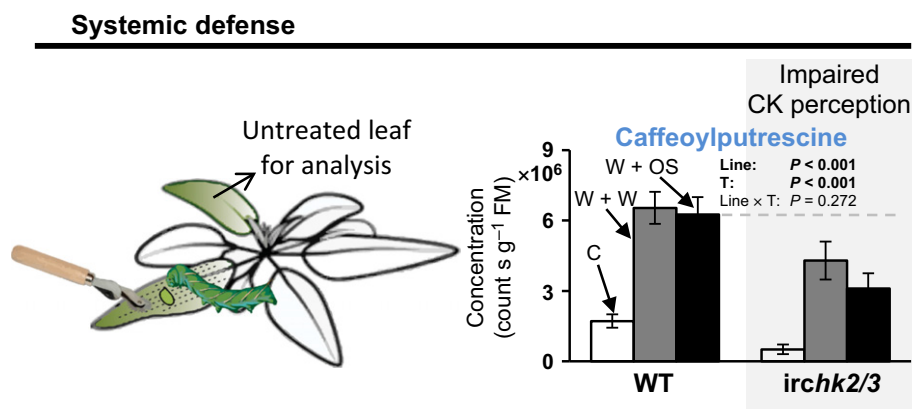 Systemic defense
Untreated leaf
for analysis
Impaired
CK perception
Caffeoylputrescine
Concentration
(count s g⁻¹ FM)
9
×10⁶
6
3
0
W + OS
W + W
C
Line: P < 0.001
T: P < 0.001
Line × T: P = 0.272
WT
irchk2/3